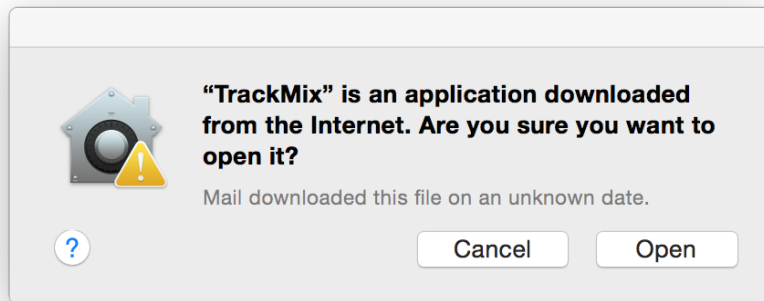 “TrackMix” is an application downloaded
from the Internet. Are you sure you want to
open it?
Mail downloaded this file on an unknown date.
?
Cancel
Open